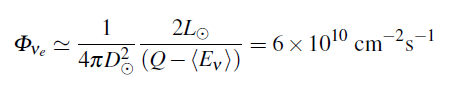 Φ_{ν_e} ≃ \frac{1}{4πD_⊙^2} \frac{2L_⊙}{(Q − ⟨E_ν⟩)} = 6 × 10^{10} cm^{−2}s^{−1}